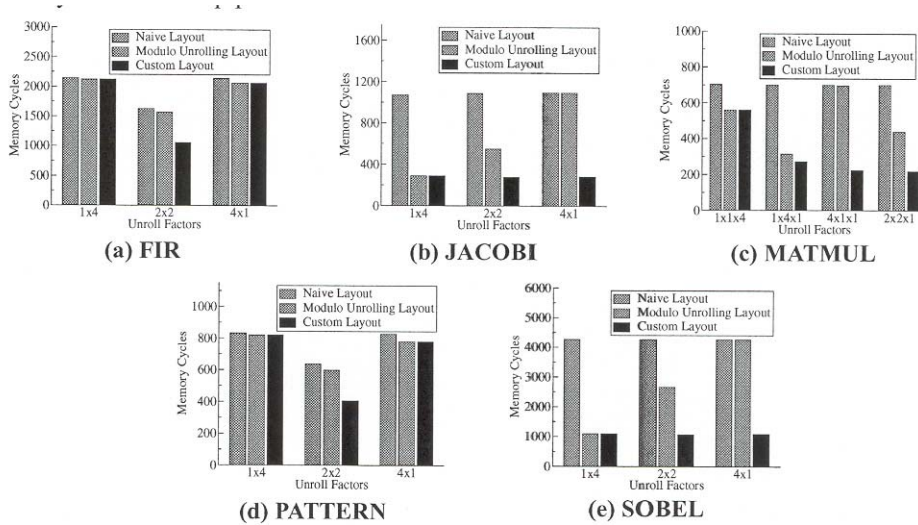 3000
2500
2000
1500
1000
500
0
Memory Cycles
Naive Layout
Modulo Unrolling Layout
Custom Layout
1x4 2x2 4x1
Unroll Factors
(a) FIR
1600
1200
800
400
0
Memory Cycles
Naive Layout
Modulo Unrolling Layout
Custom Layout
1x4 2x2 4x1
Unroll Factors
(b) JACOBI
1000
800
600
400
200
0
Memory Cycles
Naive Layout
Modulo Unrolling Layout
Custom Layout
1x1x4 1x4x1 4x1x1 2x2x1
Unroll Factors
(c) MATMUL
1000
800
600
400
200
0
Memory Cycles
Naive Layout
Modulo Unrolling Layout
Custom Layout
1x4 2x2 4x1
Unroll Factors
(d) PATTERN
6000
5000
4000
3000
2000
1000
0
Memory Cycles
Naive Layout
Modulo Unrolling Layout
Custom Layout
1x4 2x2 4x1
Unroll Factors
(e) SOBEL